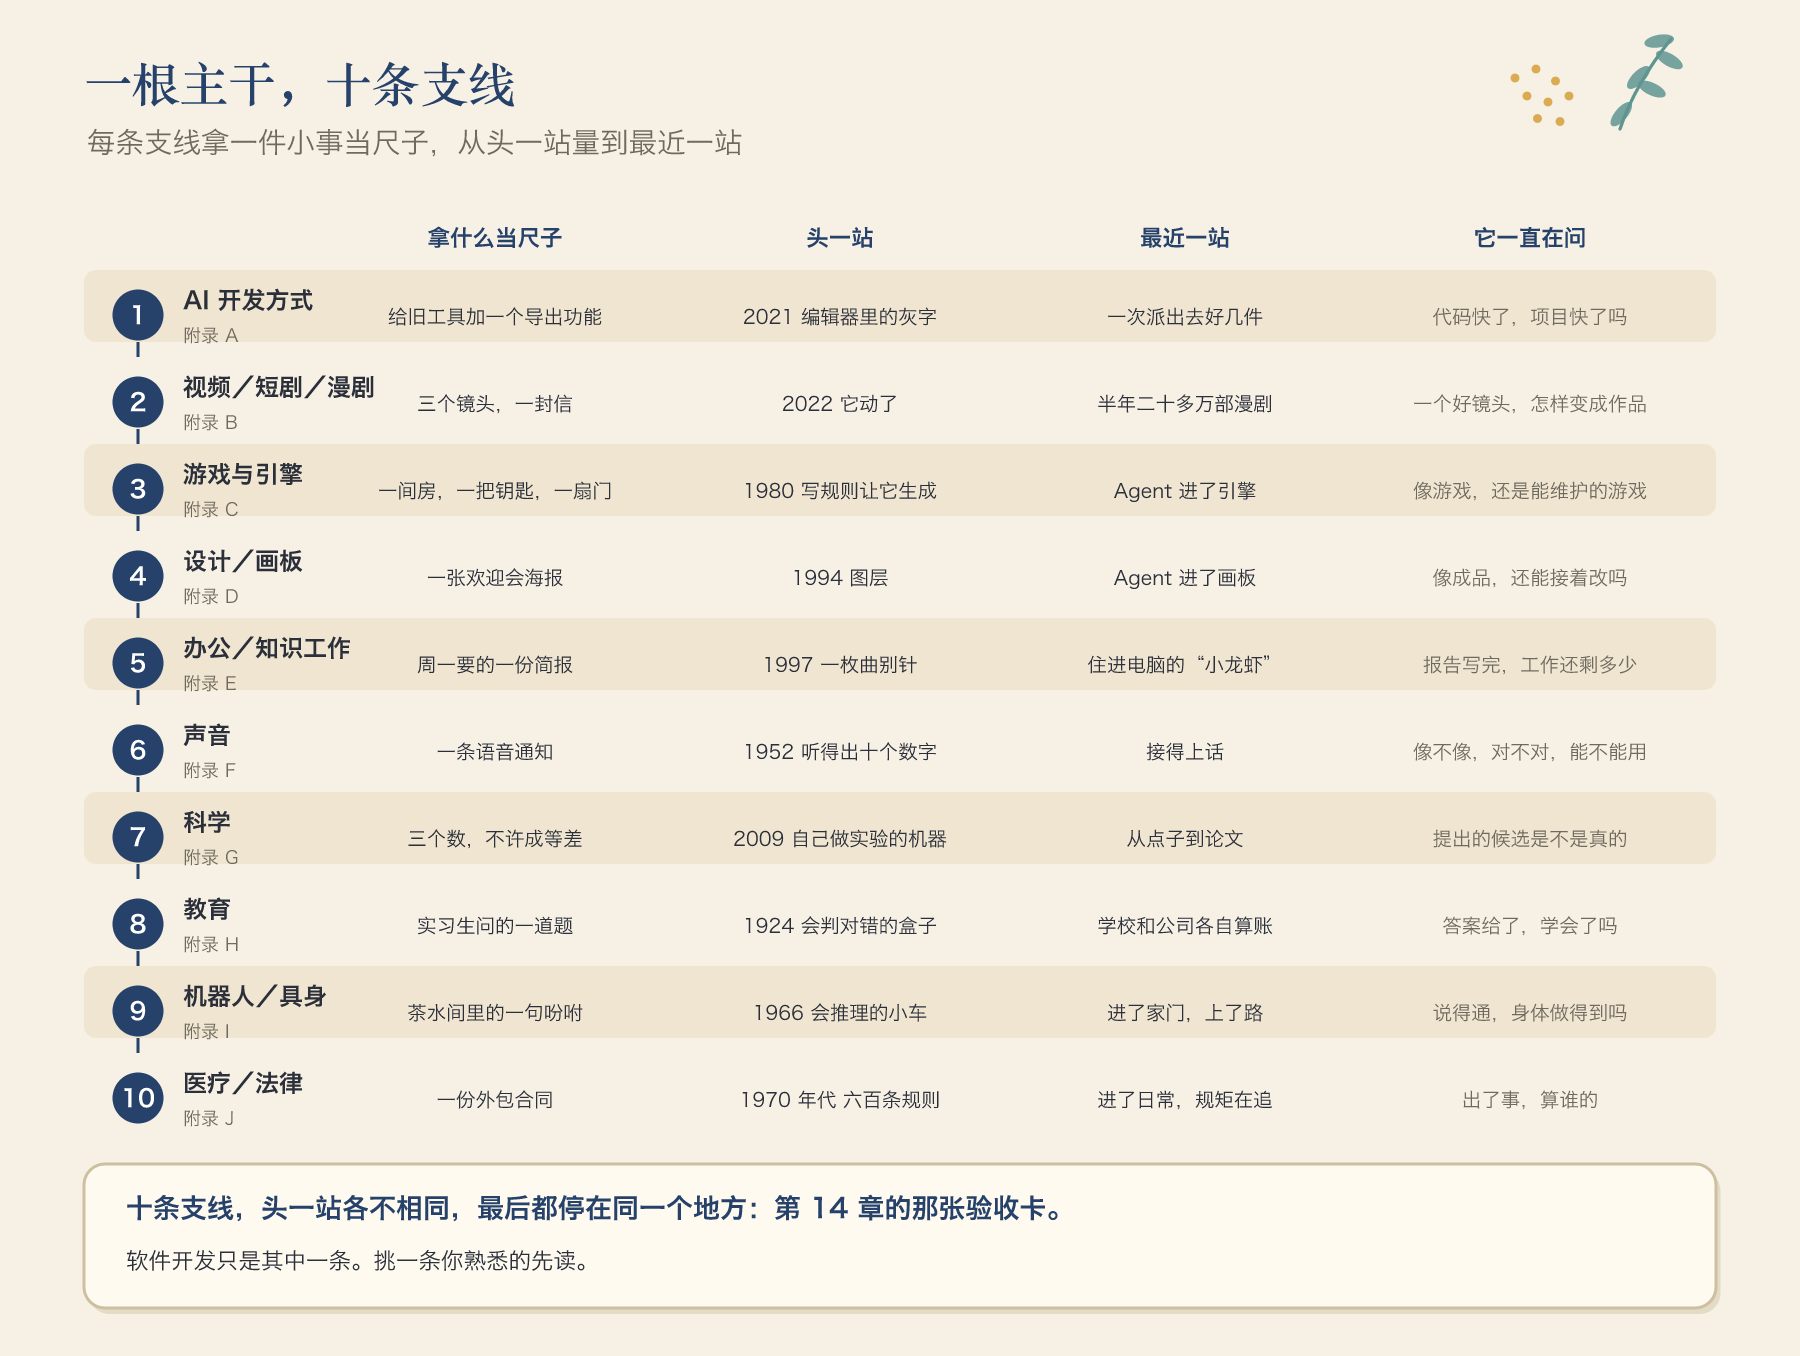 一根主干，十条支线
每条支线拿一件小事当尺子，从头一站量到最近一站
拿什么当尺子 头一站 最近一站 它一直在问
1 AI 开发方式 附录 A 给旧工具加一个导出功能 2021 编辑器里的灰字 一次派出去好几件 代码快了，项目快了吗
2 视频／短剧／漫剧 附录 B 三个镜头，一封信 2022 它动了 半年二十多万部漫剧 一个好镜头，怎样变成作品
3 游戏与引擎 附录 C 一间房，一把钥匙，一扇门 1980 写规则让它生成 Agent 进了引擎 像游戏，还是能维护的游戏
4 设计／画板 附录 D 一张欢迎会海报 1994 图层 Agent 进了画板 像成品，还能接着改吗
5 办公／知识工作 附录 E 周一要的一份简报 1997 一枚曲别针 住进电脑的“小龙虾” 报告写完，工作还剩多少
6 声音 附录 F 一条语音通知 1952 听得出十个数字 接得上话 像不像，对不对，能不能用
7 科学 附录 G 三个数，不许成等差 2009 自己做实验的机器 从点子到论文 提出的候选是不是真的
8 教育 附录 H 实习生问的一道题 1924 会判对错的盒子 学校和公司各自算账 答案给了，学会了吗
9 机器人／具身 附录 I 茶水间里的一句吩咐 1966 会推理的小车 进了家门，上了路 说得通，身体做得到吗
10 医疗／法律 附录 J 一份外包合同 1970 年代 六百条规则 进了日常，规矩在追 出了事，算谁的
十条支线，头一站各不相同，最后都停在同一个地方：第 14 章的那张验收卡。
软件开发只是其中一条。挑一条你熟悉的先读。